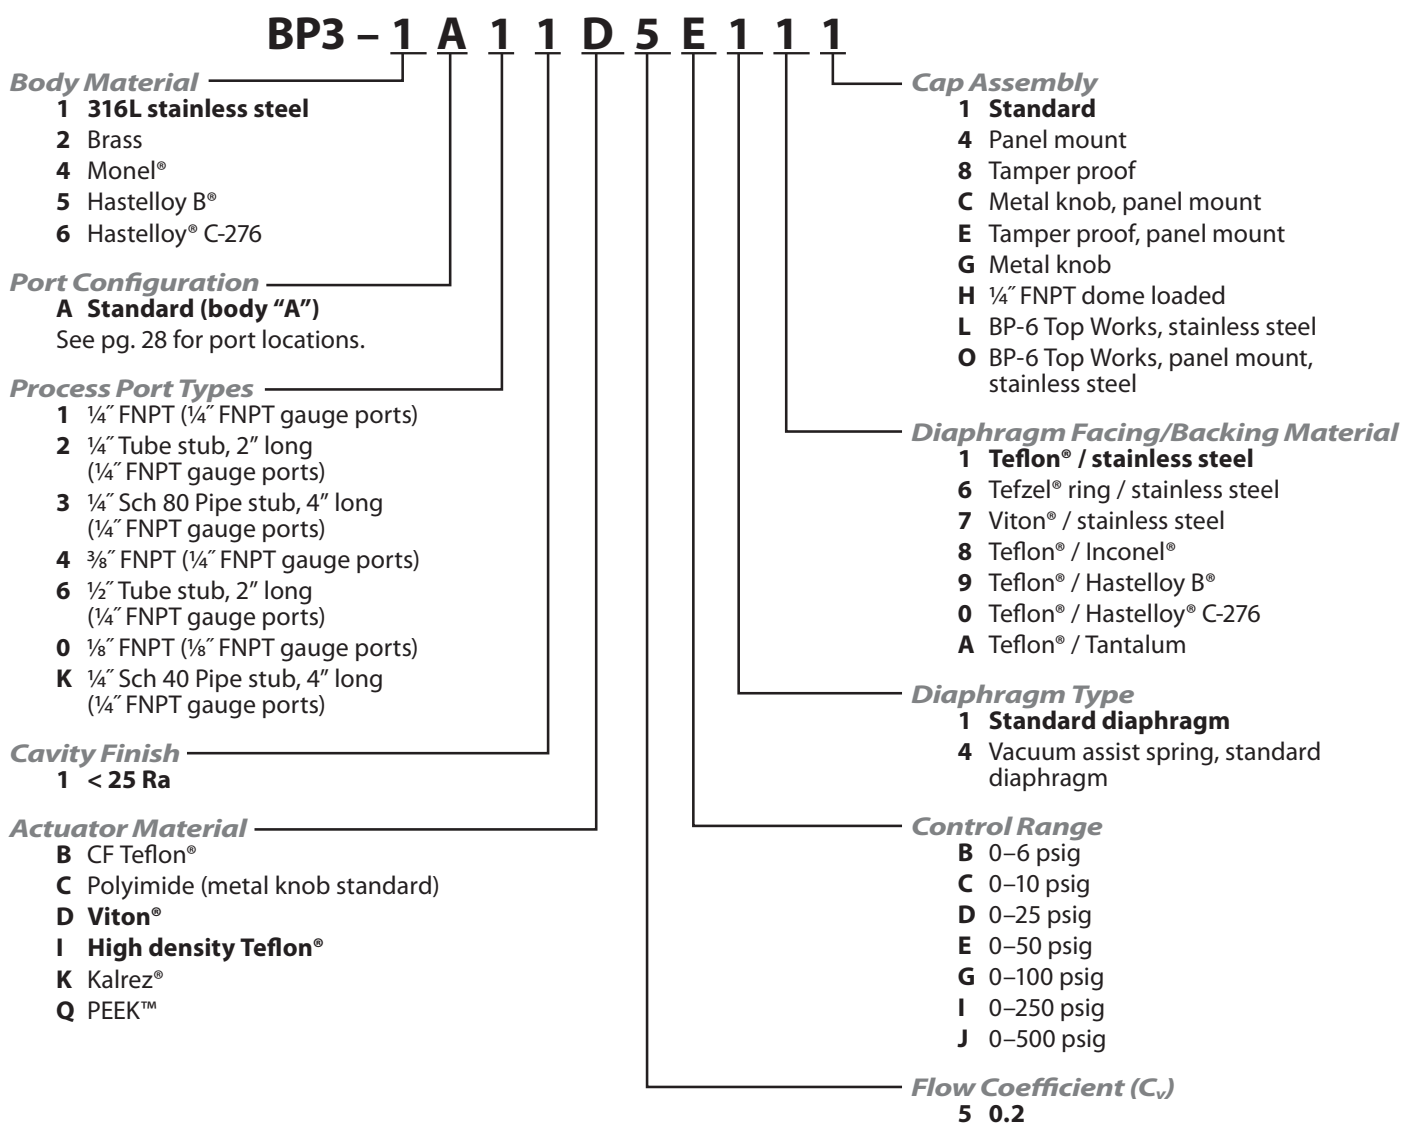 BP3 – 1 A 1 1 D 5 E 1 1 1
Body Material
1 316L stainless steel
2 Brass
4 Monel®
5 Hastelloy B®
6 Hastelloy® C-276
Port Configuration
A Standard (body “A”)
See pg. 28 for port locations.
Process Port Types
1 ¼˝ FNPT (¼˝ FNPT gauge ports)
2 ¼˝ Tube stub, 2” long
(¼˝ FNPT gauge ports)
3 ¼˝ Sch 80 Pipe stub, 4” long
(¼˝ FNPT gauge ports)
4 ⅜˝ FNPT (¼˝ FNPT gauge ports)
6 ½˝ Tube stub, 2” long
(¼˝ FNPT gauge ports)
0 ⅛˝ FNPT (⅛˝ FNPT gauge ports)
K ¼˝ Sch 40 Pipe stub, 4” long
(¼˝ FNPT gauge ports)
Cavity Finish
1 < 25 Ra
Actuator Material
B CF Teflon®
C Polyimide (metal knob standard)
D Viton®
I High density Teflon®
K Kalrez®
Q PEEK™
Cap Assembly
1 Standard
4 Panel mount
8 Tamper proof
C Metal knob, panel mount
E Tamper proof, panel mount
G Metal knob
H ¼˝ FNPT dome loaded
L BP-6 Top Works, stainless steel
O BP-6 Top Works, panel mount,
stainless steel
Diaphragm Facing/Backing Material
1 Teflon® / stainless steel
6 Tefzel® ring / stainless steel
7 Viton® / stainless steel
8 Teflon® / Inconel®
9 Teflon® / Hastelloy B®
0 Teflon® / Hastelloy® C-276
A Teflon® / Tantalum
Diaphragm Type
1 Standard diaphragm
4 Vacuum assist spring, standard
diaphragm
Control Range
B 0–6 psig
C 0–10 psig
D 0–25 psig
E 0–50 psig
G 0–100 psig
I 0–250 psig
J 0–500 psig
Flow Coefficient (Cv)
5 0.2